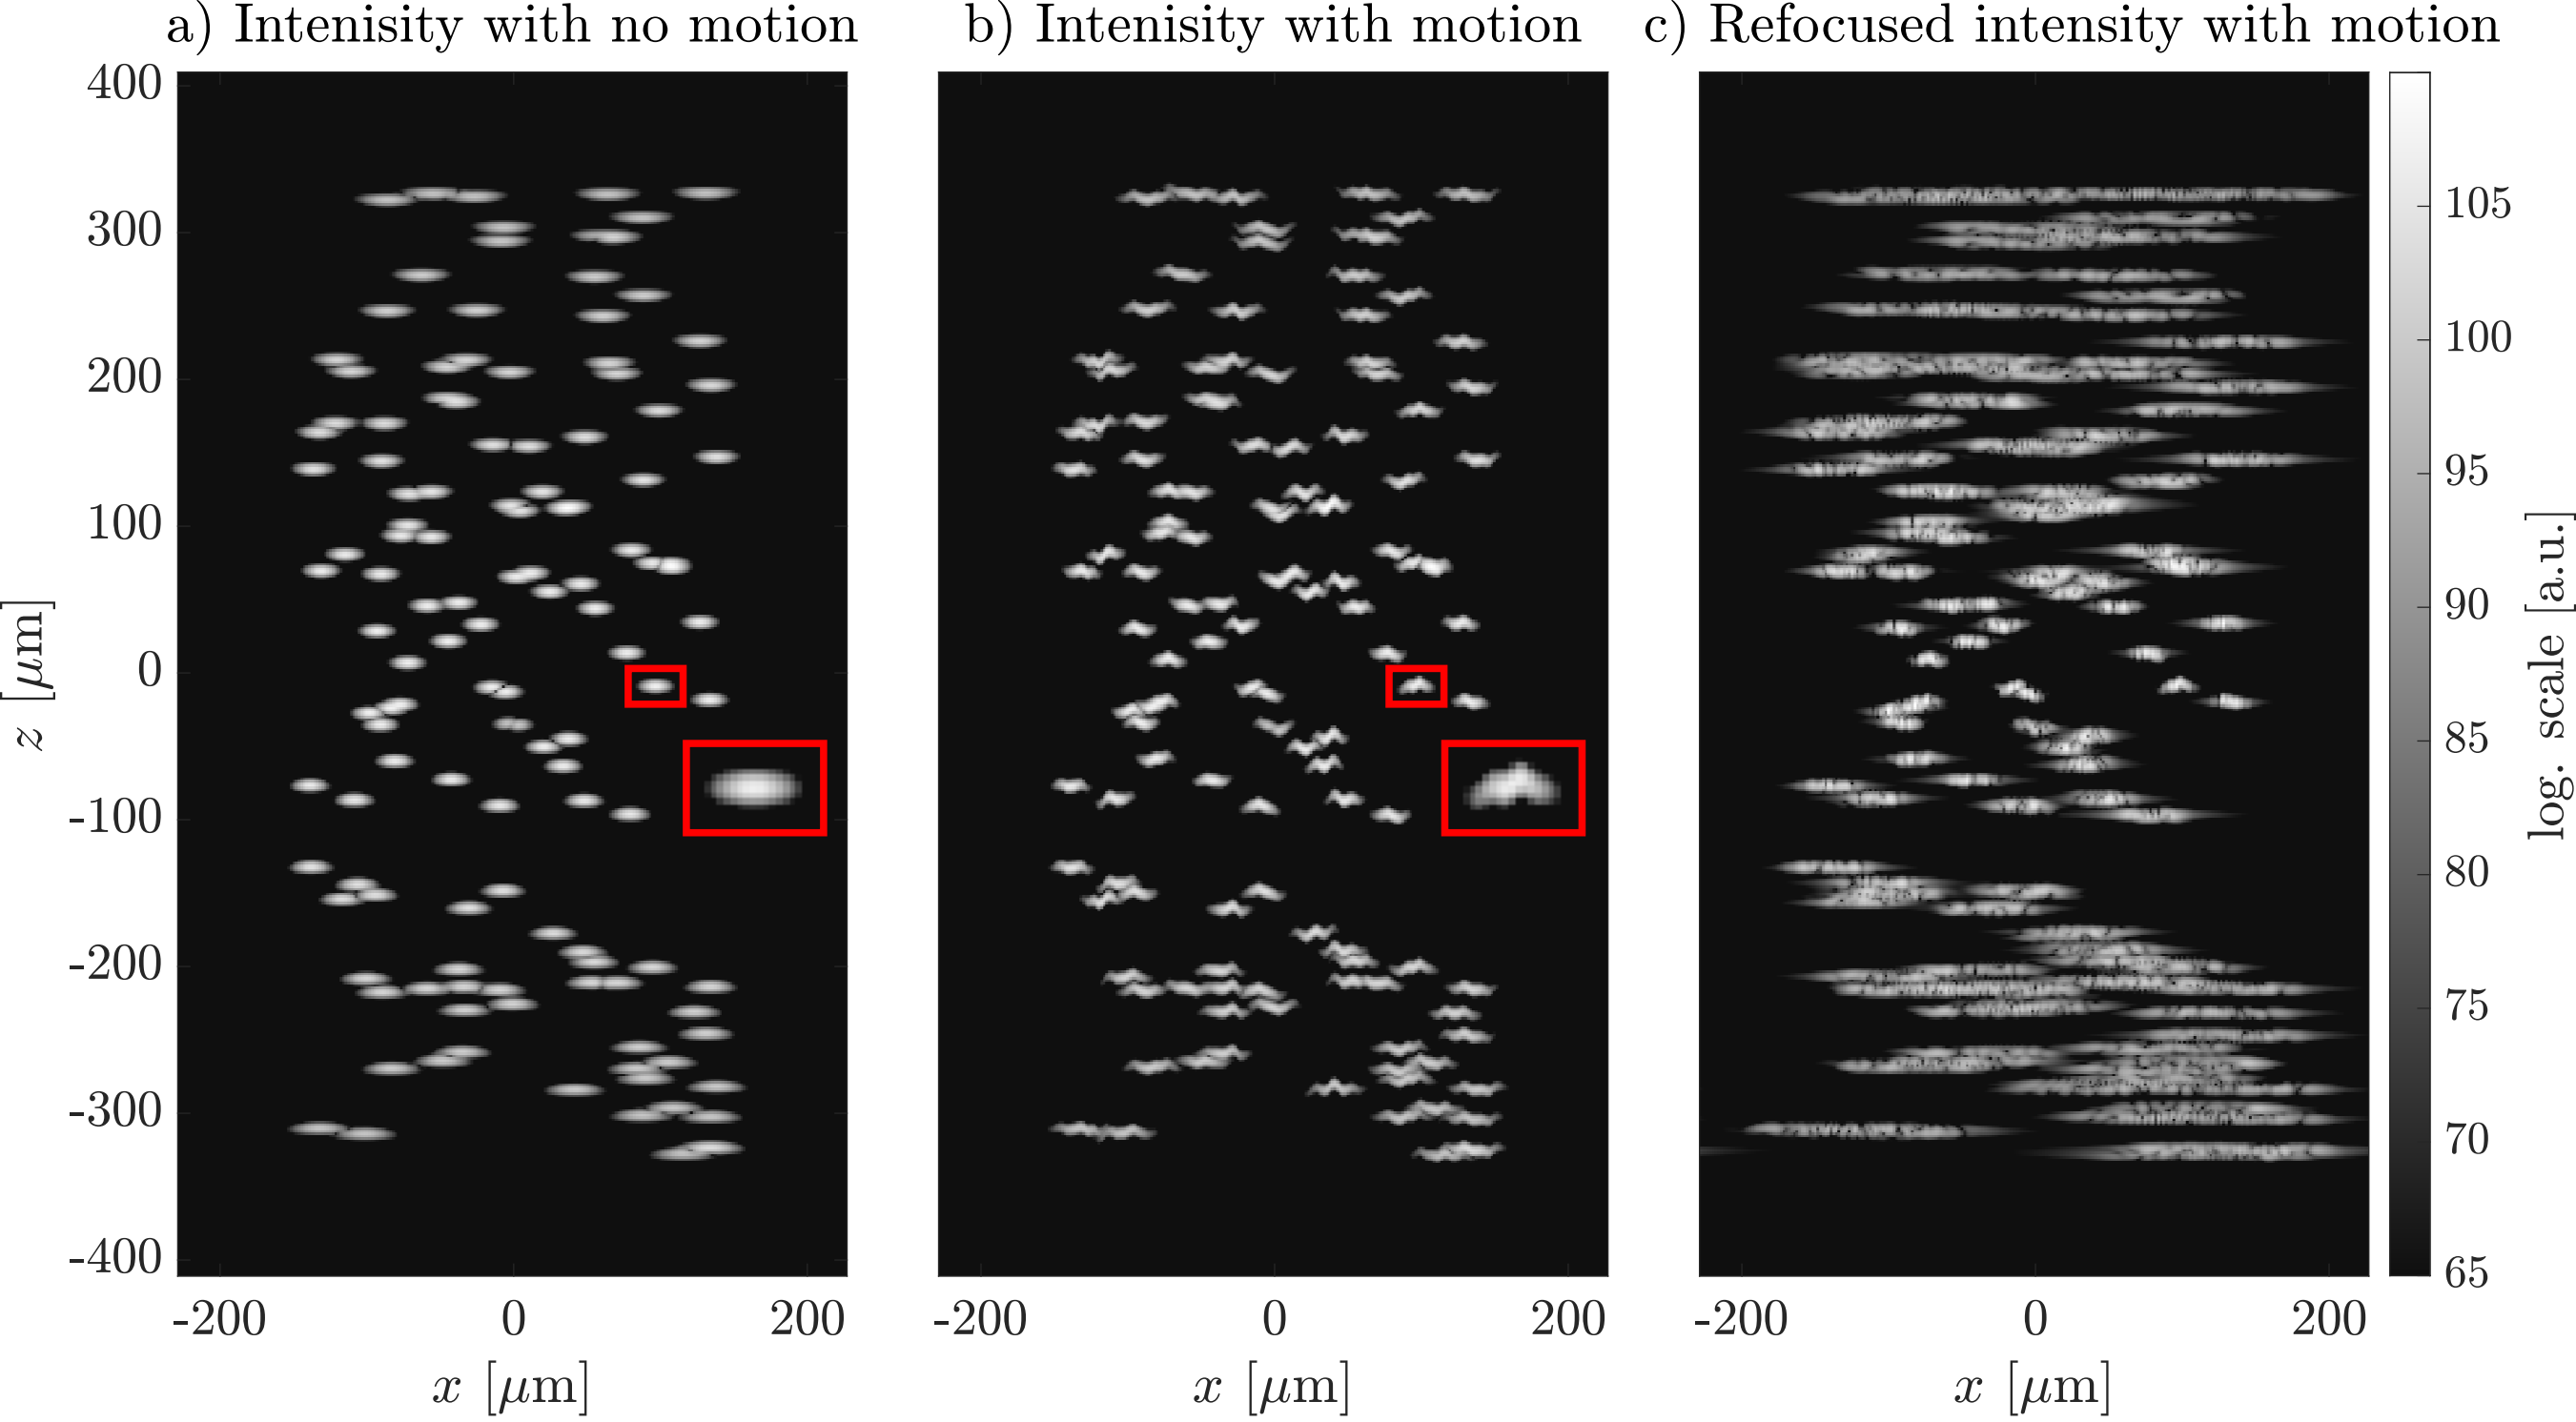 a) Intenisity with no motion
b) Intenisity with motion
c) Refocused intensity with motion
400
300
200
100
0
-100
-200
-300
-400
z [μm]
-200 0 200
x [μm]
-200 0 200
x [μm]
-200 0 200
x [μm]
105
100
95
90
85
80
75
70
65
log. scale [a.u.]